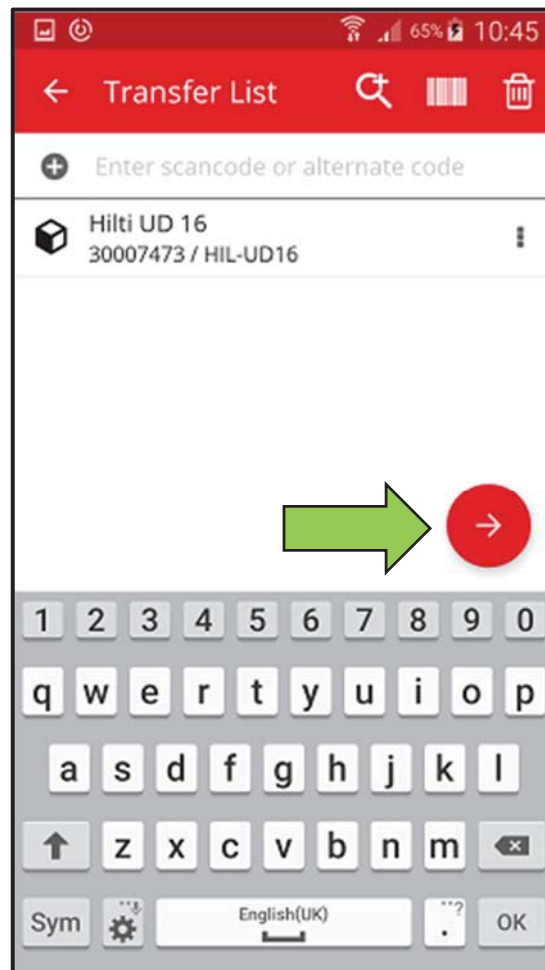 65% 10:45
Transfer List
Enter scancode or alternate code
Hilti UD 16
30007473 / HIL-UD16
1 2 3 4 5 6 7 8 9 0
q w e r t y u i o p
a s d f g h j k l
z x c v b n m
Sym English(UK) . ...? OK